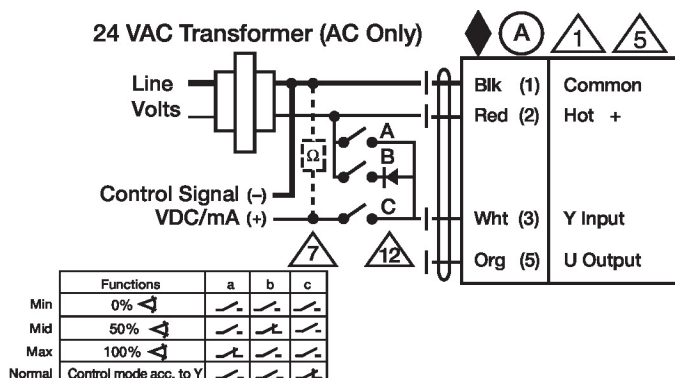 24 VAC Transformer (AC Only)
A 1 5
Line
Volts
Blk (1) Common
Red (2) Hot +
A
Ω
B
Control Signal (–)
VDC/mA (+)
C
Wht (3) Y Input
7 12
Org (5) U Output
Functions a b c
Min 0%
Mid 50%
Max 100%
Normal Control mode acc. to Y